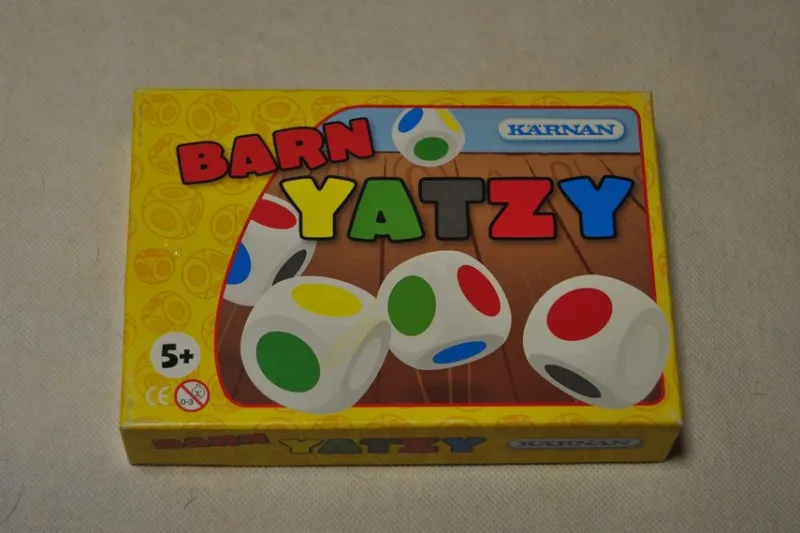 BARN
KÄRNAN
YATZY
5+
CE
0-3
BARN YATZY KÄRNAN